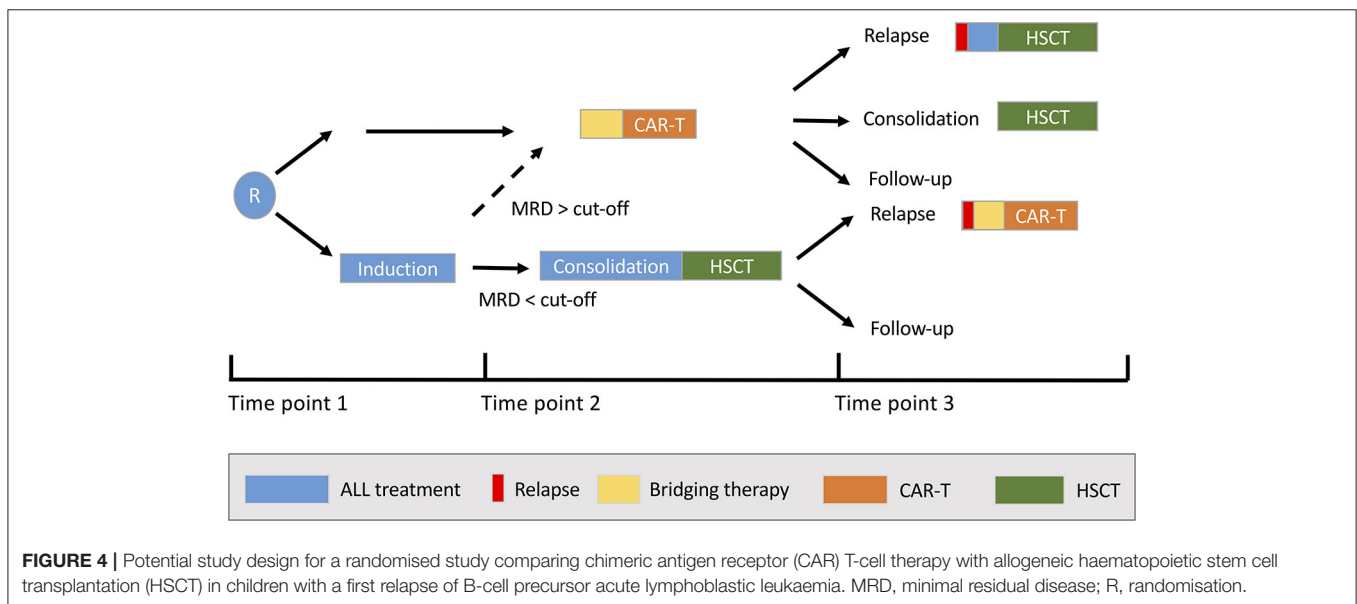 Relapse
HSCT
CAR-T
Consolidation
HSCT
R
Follow-up
MRD > cut-off
Relapse
CAR-T
Induction
Consolidation
HSCT
MRD < cut-off
Follow-up
Time point 1
Time point 2
Time point 3
ALL treatment
Relapse
Bridging therapy
CAR-T
HSCT
FIGURE 4 | Potential study design for a randomised study comparing chimeric antigen receptor (CAR) T-cell therapy with allogeneic haematopoietic stem cell
transplantation (HSCT) in children with a first relapse of B-cell precursor acute lymphoblastic leukaemia. MRD, minimal residual disease; R, randomisation.